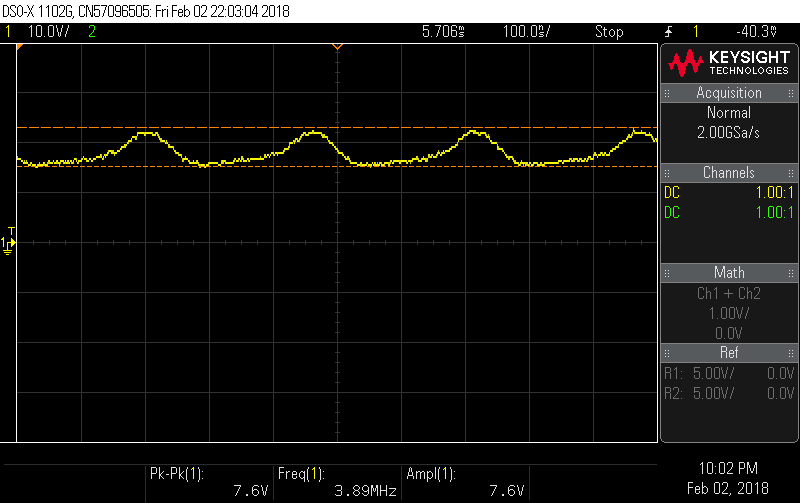 DSO-X 1102G, CN57096505: Fri Feb 02 22:03:04 2018
1 10.0V/ 2 5.706s 100.0s/ Stop 1 -40.3V
KEYSIGHT
TECHNOLOGIES
Acquisition
Normal
2.00GSa/s
Channels
DC 1.00:1
DC 1.00:1
Math
Ch1 + Ch2
1.00V/
0.0V
Ref
R1: 5.00V/ 0.0V
R2: 5.00V/ 0.0V
T
1
Pk-Pk(1): Freq(1): Ampl(1):
7.6V 3.89MHz 7.6V
10:02 PM
Feb 02, 2018